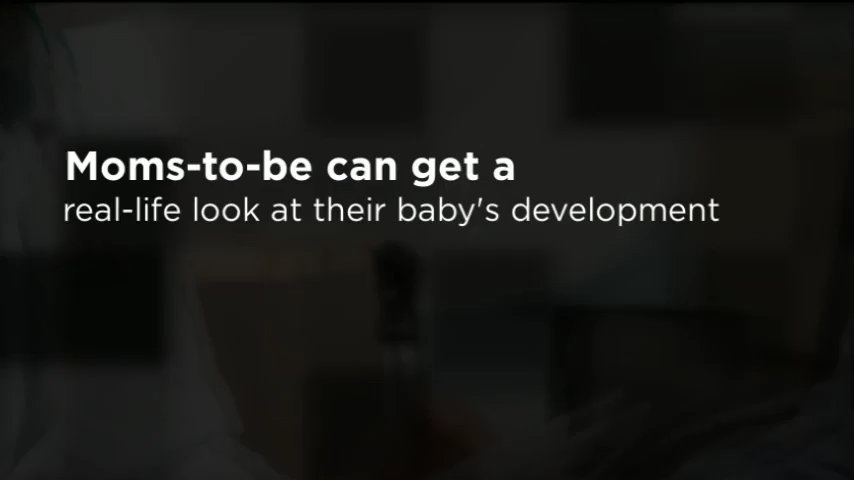 Moms-to-be can get a
real-life look at their baby's development